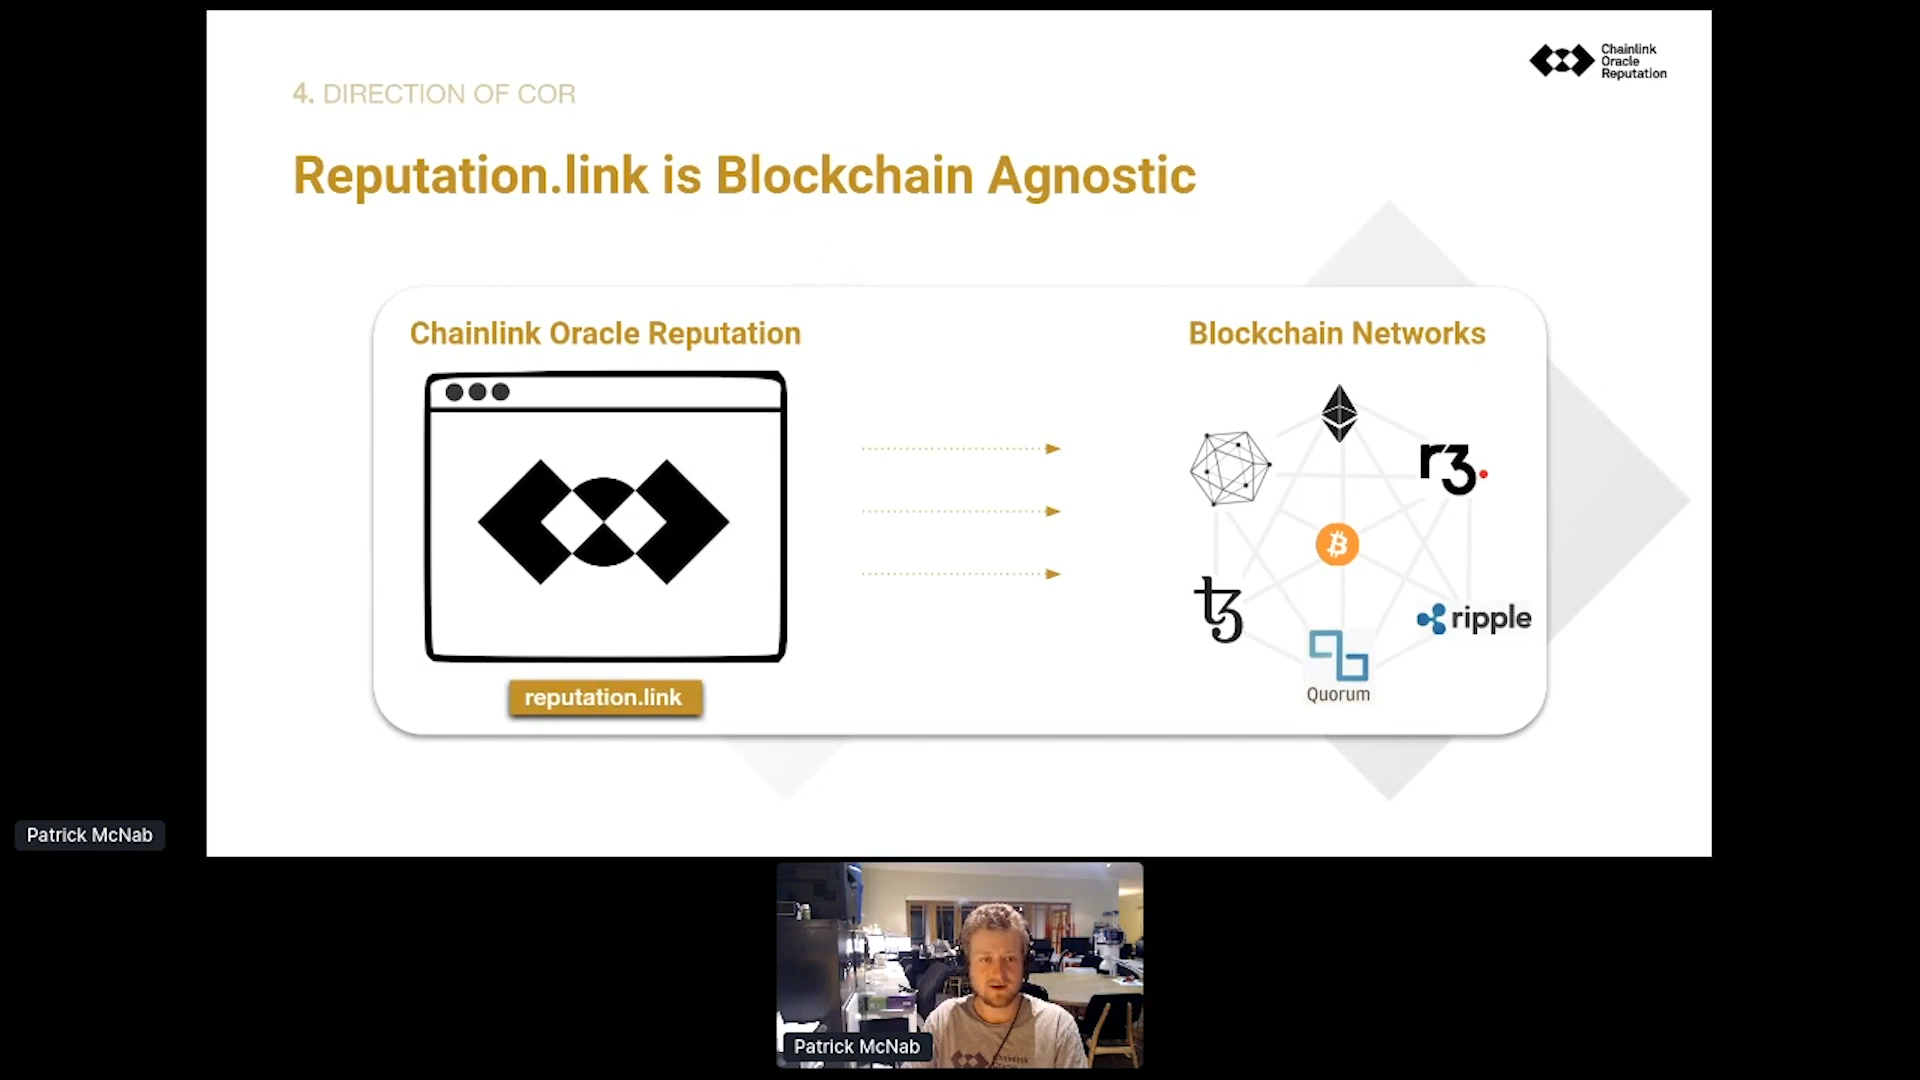 Chainlink
Oracle
Reputation
4. DIRECTION OF COR
Reputation.link is Blockchain Agnostic
Chainlink Oracle Reputation
Blockchain Networks
r3.
ripple
Quorum
reputation.link
Patrick McNab
Patrick McNab
Chainlink